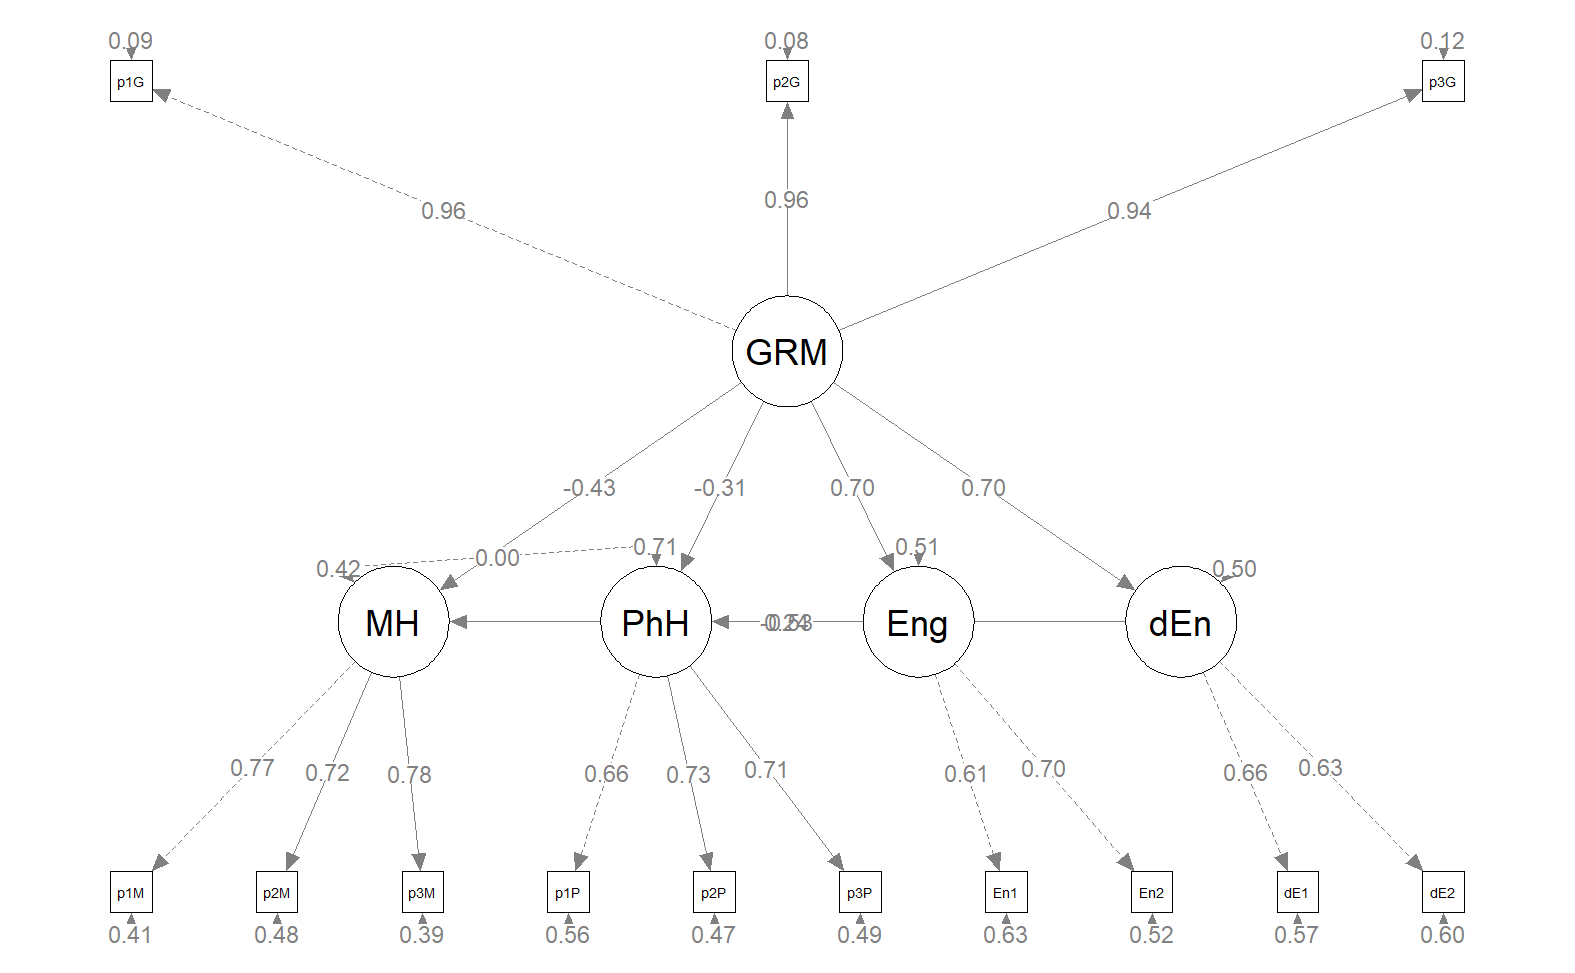 0.09 0.08 0.12
p1G p2G p3G
0.96 0.96 0.94
GRM
-0.43 -0.31 0.70 0.70
0.42 0.00 0.71 0.51 0.50
MH PhH Eng dEn
0.77 0.72 0.78 0.66 0.73 0.71 0.61 0.70 0.66 0.63
p1M p2M p3M p1P p2P p3P En1 En2 dE1 dE2
0.41 0.48 0.39 0.56 0.47 0.49 0.63 0.52 0.57 0.60